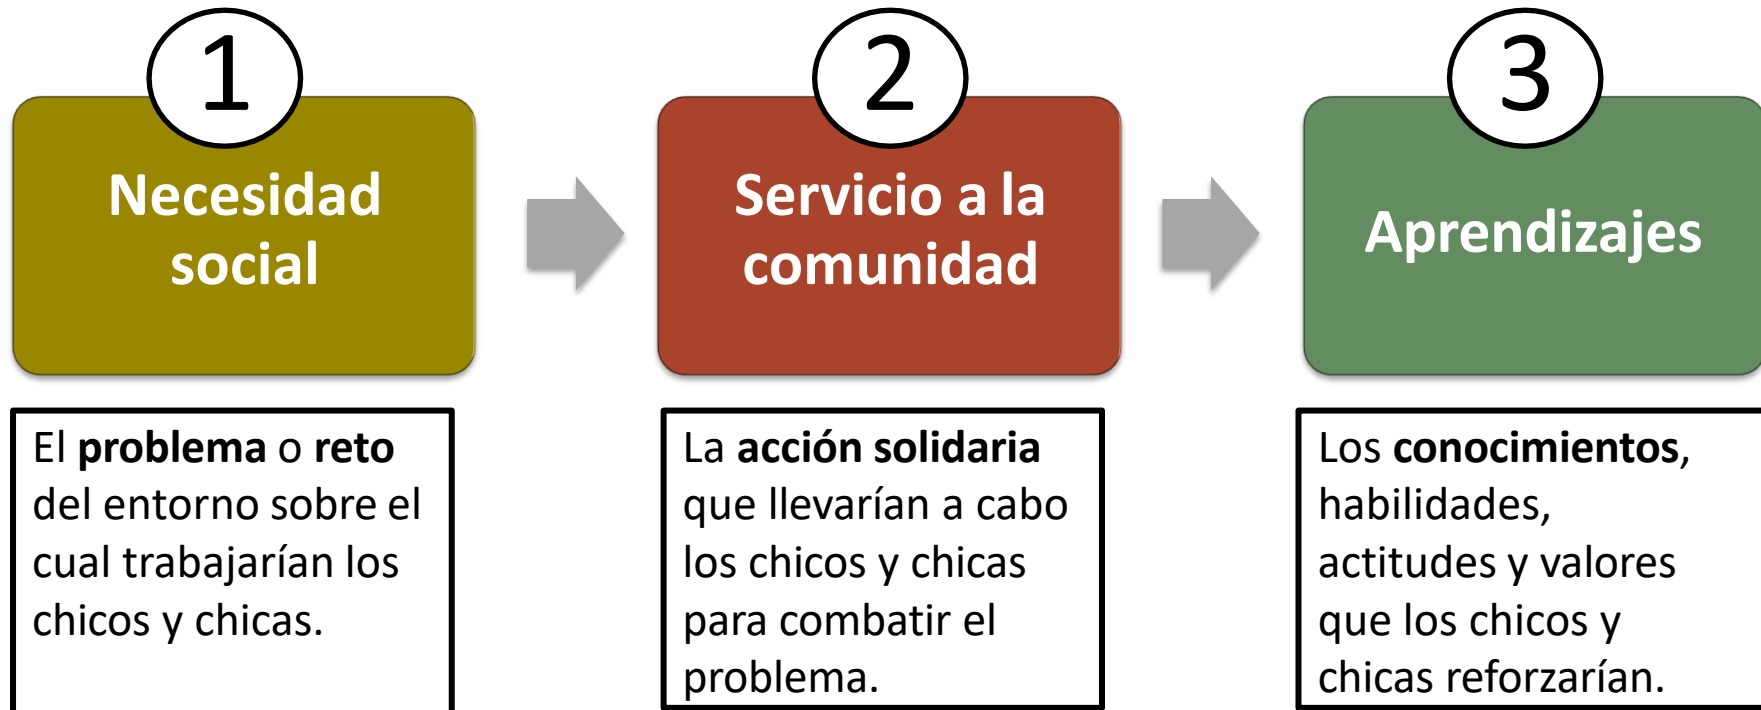 1
Necesidad
social
El problema o reto
del entorno sobre el
cual trabajarían los
chicos y chicas.
2
Servicio a la
comunidad
La acción solidaria
que llevarían a cabo
los chicos y chicas
para combatir el
problema.
3
Aprendizajes
Los conocimientos,
habilidades,
actitudes y valores
que los chicos y
chicas reforzarían.